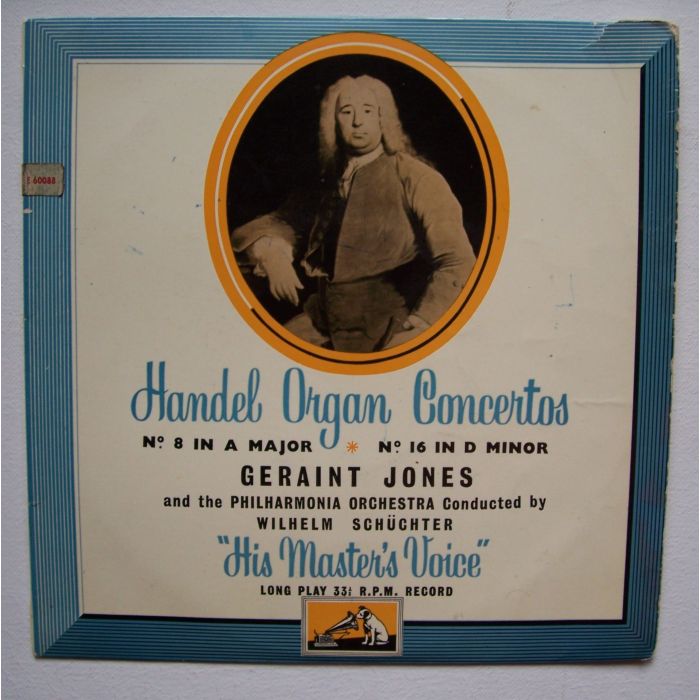 E 60088
Handel Organ Concertos
Nº 8 IN A MAJOR * Nº 16 IN D MINOR
GERAINT JONES
and the PHILHARMONIA ORCHESTRA Conducted by
WILHELM SCHÜCHTER
"His Master's Voice"
LONG PLAY 33⅓ R.P.M. RECORD